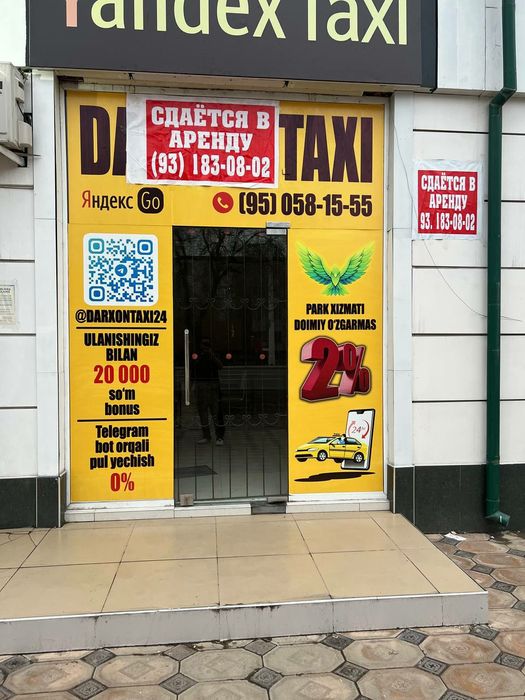 Yandex Taxi
СДАЁТСЯ В
АРЕНДУ
(93) 183-08-02
TAXI
Яндекс Go
(95) 058-15-55
СДАЁТСЯ В
АРЕНДУ
93. 183-08-02
@DARXONTAXI24
ULANISHINGIZ
BILAN
20 000
so'm
bonus
Telegram
bot orqali
pul yechish
0%
PARK XIZMATI
DOIMIY O'ZGARMAS
2%
24